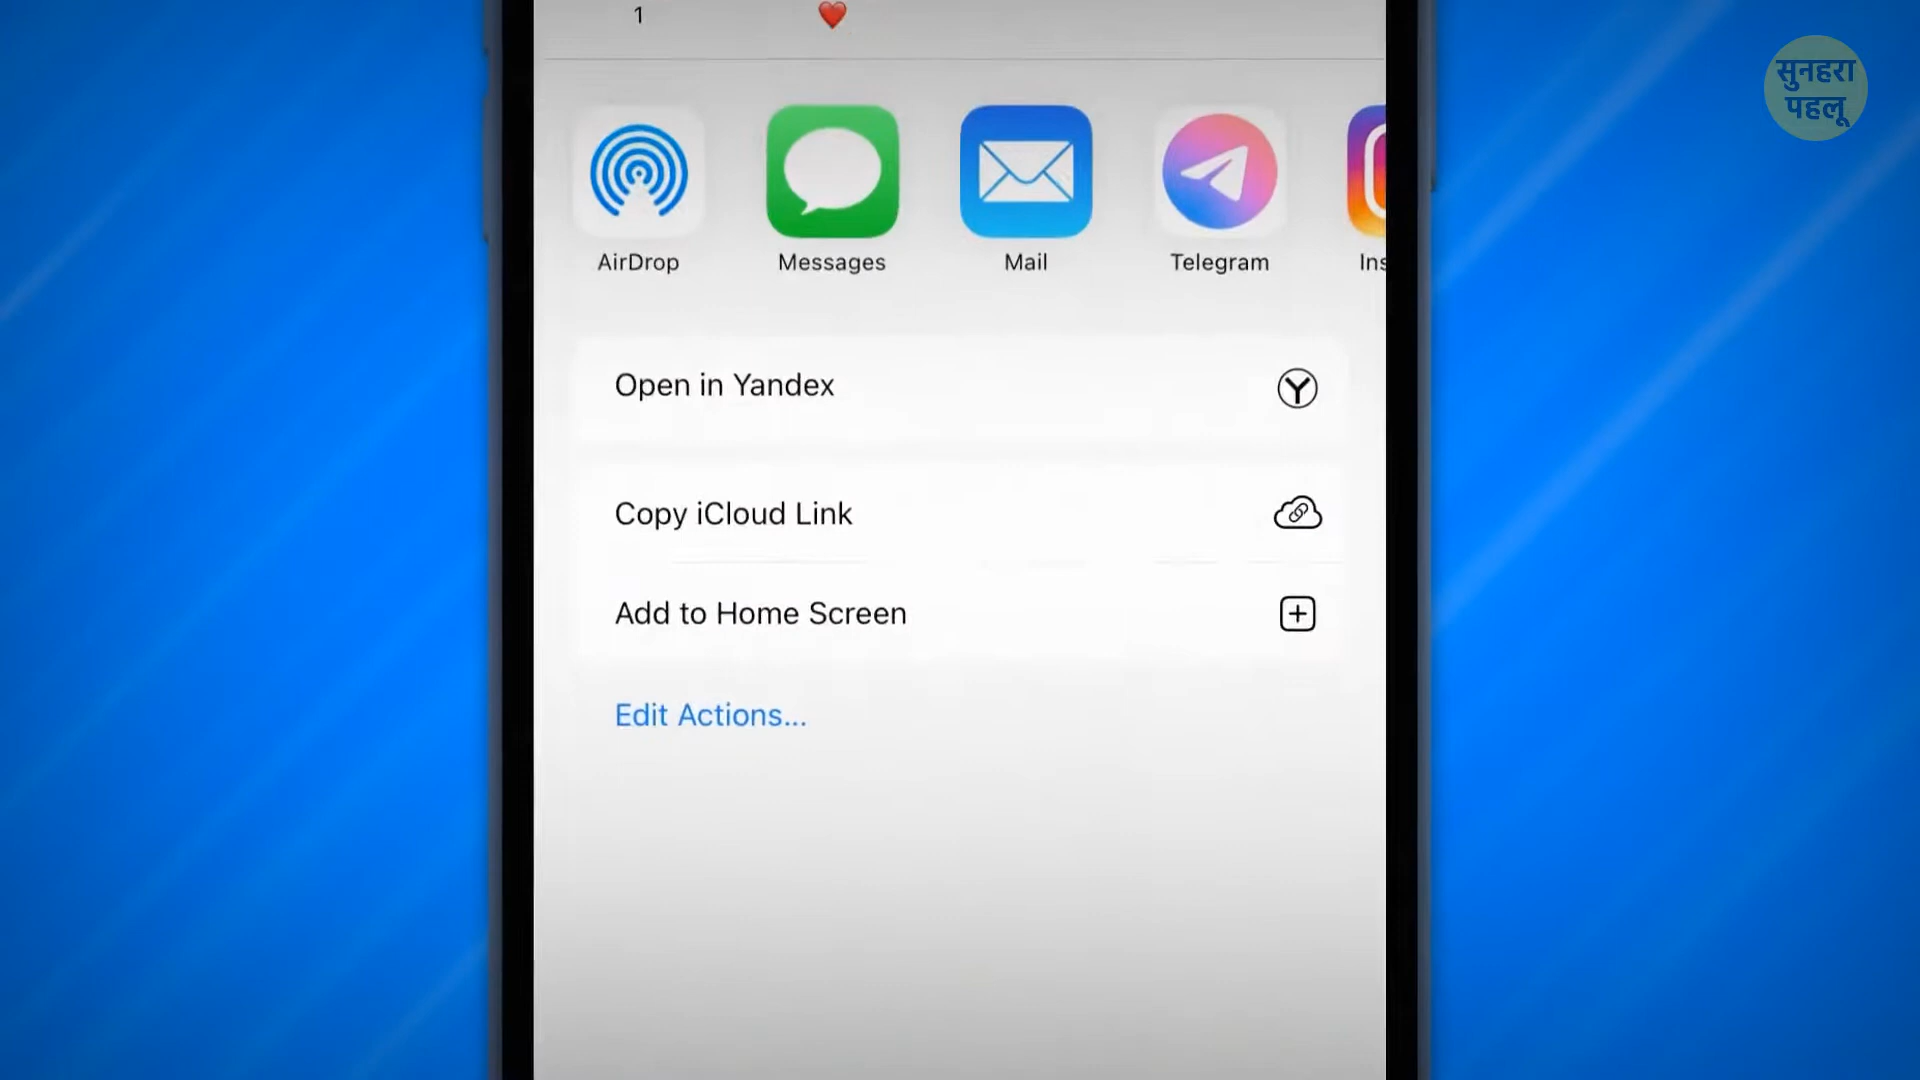 1 ❤️
सुनहरा
पहलू
AirDrop
Messages
Mail
Telegram
Ins
Open in Yandex
Copy iCloud Link
Add to Home Screen
Edit Actions...